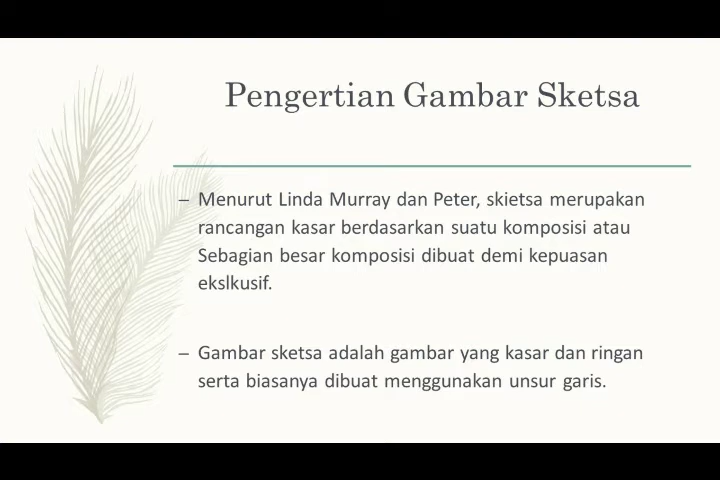 Pengertian Gambar Sketsa
– Menurut Linda Murray dan Peter, skietsa merupakan
rancangan kasar berdasarkan suatu komposisi atau
Sebagian besar komposisi dibuat demi kepuasan
ekslkusif.
– Gambar sketsa adalah gambar yang kasar dan ringan
serta biasanya dibuat menggunakan unsur garis.